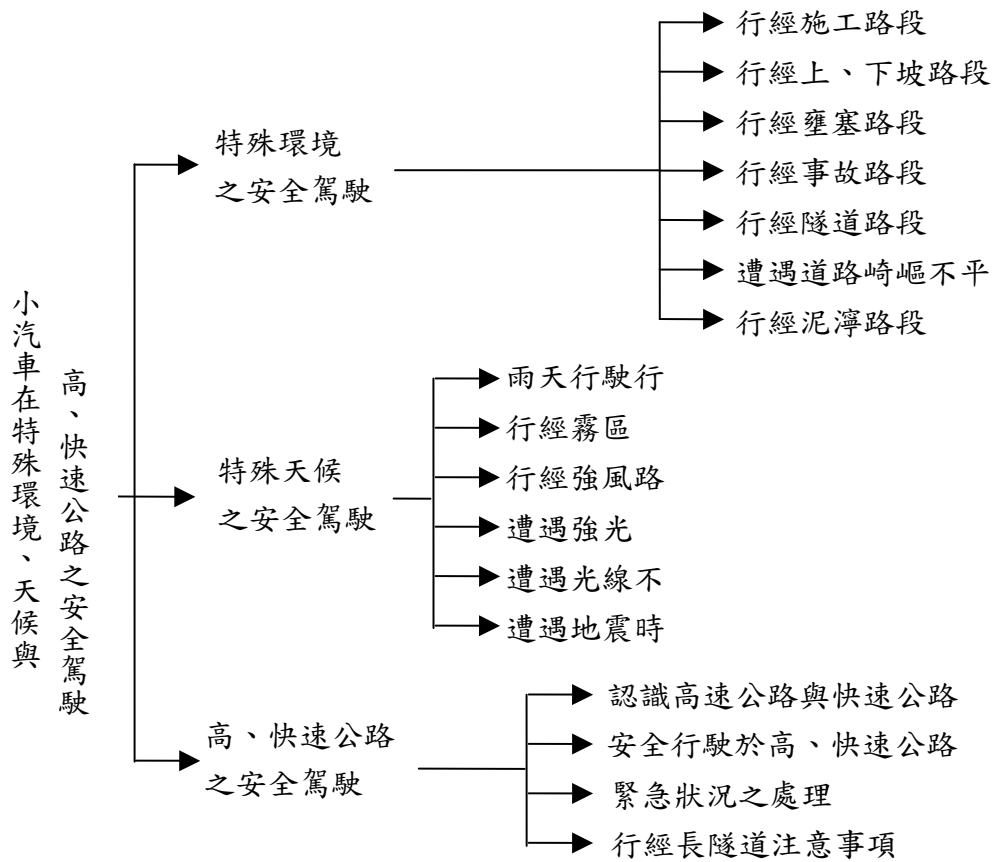 小汽車在特殊環境、天候與
高、快速公路之安全駕駛
特殊環境
之安全駕駛
行經施工路段
行經上、下坡路段
行經壅塞路段
行經事故路段
行經隧道路段
遭遇道路崎嶇不平
行經泥濘路段
特殊天候
之安全駕駛
雨天行駛行
行經霧區
行經強風路
遭遇強光
遭遇光線不
遭遇地震時
高、快速公路
之安全駕駛
認識高速公路與快速公路
安全行駛於高、快速公路
緊急狀況之處理
行經長隧道注意事項